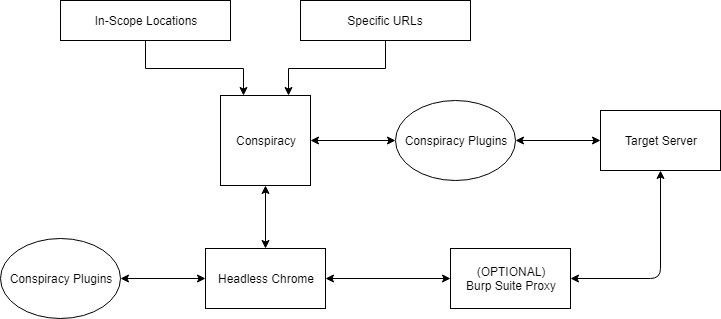 In-Scope Locations
Specific URLs
Conspiracy
Conspiracy Plugins
Target Server
Conspiracy Plugins
Headless Chrome
(OPTIONAL)
Burp Suite Proxy